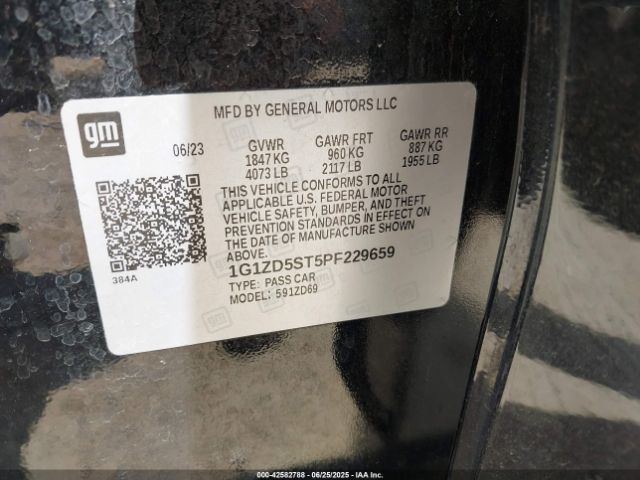 MFD BY GENERAL MOTORS LLC
gm
06/23 GVWR GAWR FRT GAWR RR
1847 KG 960 KG 887 KG
4073 LB 2117 LB 1955 LB
THIS VEHICLE CONFORMS TO ALL
APPLICABLE U.S. FEDERAL MOTOR
VEHICLE SAFETY, BUMPER, AND THEFT
PREVENTION STANDARDS IN EFFECT ON
THE DATE OF MANUFACTURE SHOWN
ABOVE.
384A
1G1ZD5ST5PF229659
TYPE: PASS CAR
MODEL: 591ZD69
000-42582788 - 06/25/2025 - IAA Inc.